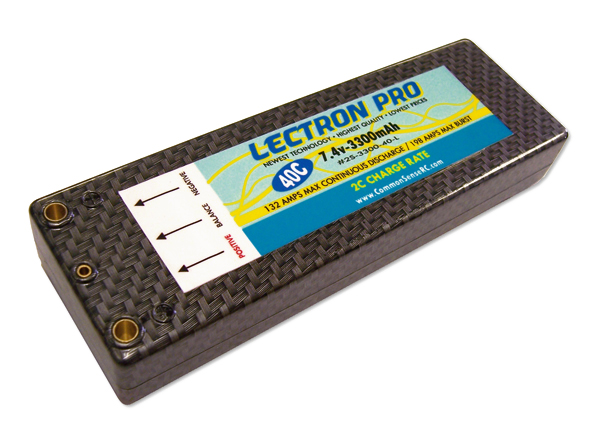 LECTRON PRO
NEWEST TECHNOLOGY • HIGHEST QUALITY • LOWEST PRICES
40C
7.4v-3300mAh
#2S-3300-40-L
132 AMPS MAX CONTINUOUS DISCHARGE / 198 AMPS MAX BURST
2C CHARGE RATE
www.CommonSenseRC.com
NEGATIVE
BALANCE
POSITIVE